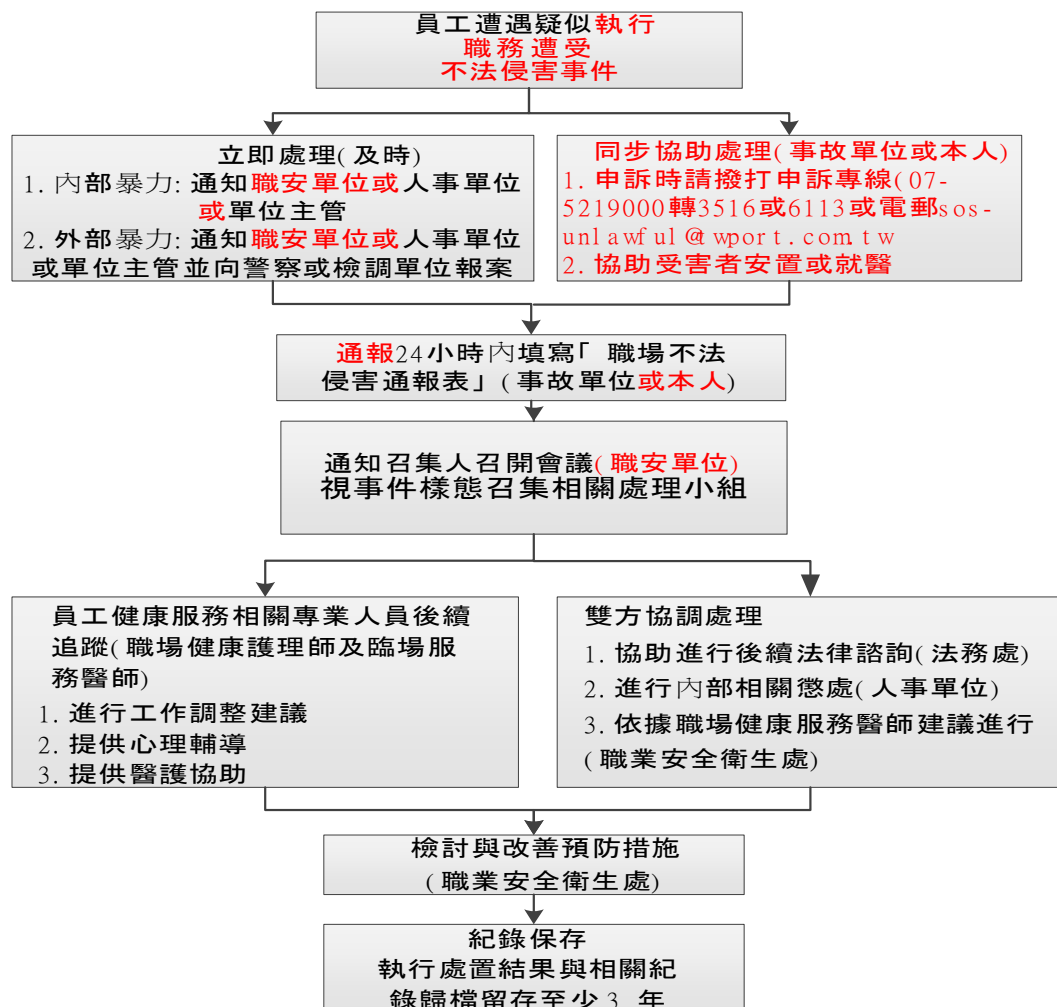 員工遭遇疑似執行
職務遭受
不法侵害事件
立即處理(及時)
1. 內部暴力: 通知職安單位或人事單位
或單位主管
2. 外部暴力: 通知職安單位或人事單位
或單位主管並向警察或檢調單位報案
同步協助處理(事故單位或本人)
1. 申訴時請撥打申訴專線(07-
5219000轉3516或6113或電郵sos-
unlawful@wport.com.tw
2. 協助受害者安置或就醫
通報24小時內填寫「職場不法
侵害通報表」(事故單位或本人)
通知召集人召開會議(職安單位)
視事件樣態召集相關處理小組
員工健康服務相關專業人員後續
追蹤(職場健康護理師及臨場服
務醫師)
1. 進行工作調整建議
2. 提供心理輔導
3. 提供醫護協助
雙方協調處理
1. 協助進行後續法律諮詢(法務處)
2. 進行內部相關懲處(人事單位)
3. 依據職場健康服務醫師建議進行
(職業安全衛生處)
檢討與改善預防措施
(職業安全衛生處)
紀錄保存
執行處置結果與相關紀
錄歸檔留存至少 3 年